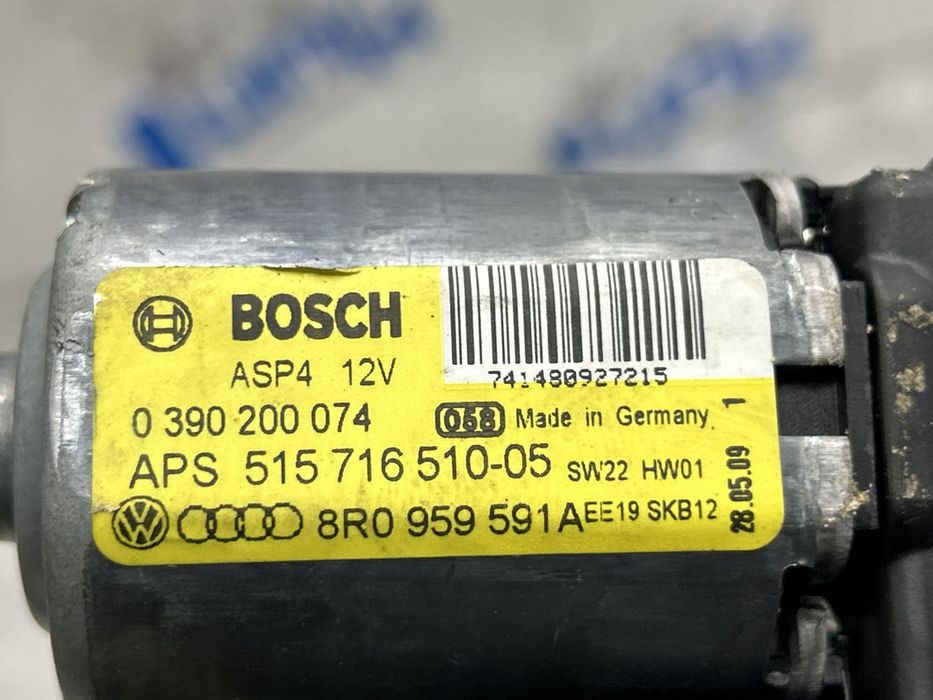 BOSCH
ASP4 12V
741480927215
0 390 200 074 068 Made in Germany 1
APS 515 716 510-05 SW22 HW01
8R0 959 591A EE19 SKB12
28.05.09